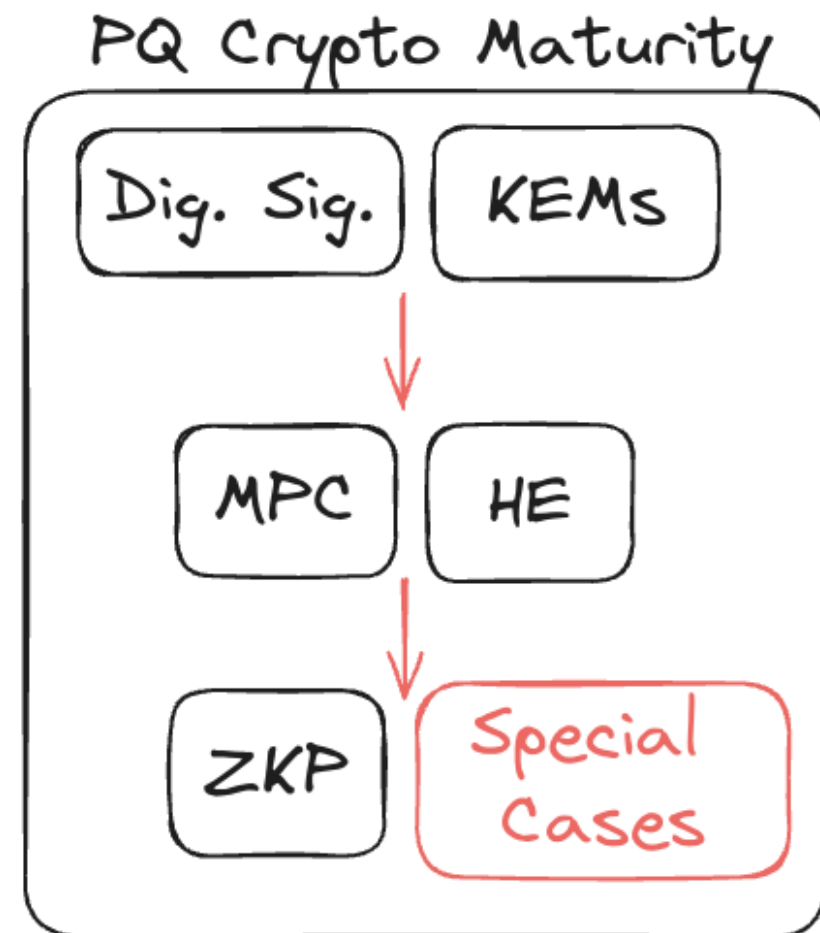 PQ Crypto Maturity
Dig. Sig.
KEMs
MPC
HE
ZKP
Special
Cases